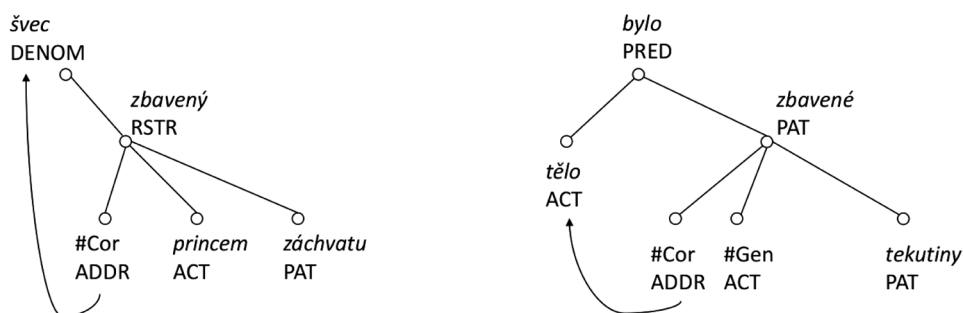 švec
DENOM
zbavený
RSTR
#Cor
ADDR
princem
ACT
záchvatu
PAT
bylo
PRED
zbavené
PAT
tělo
ACT
#Cor
ADDR
#Gen
ACT
tekutiny
PAT